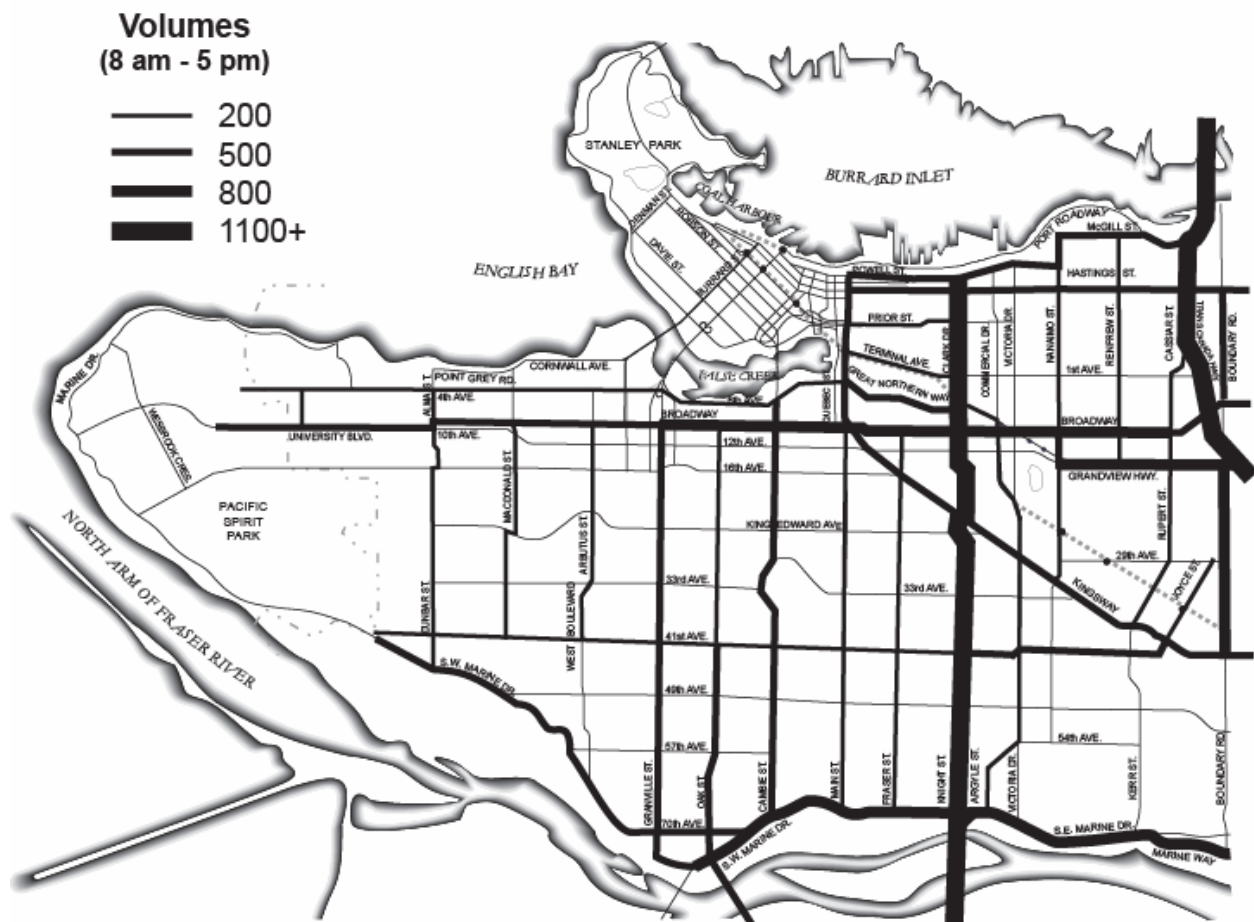 Volumes
(8 am - 5 pm)
200
500
800
1100+
STANLEY PARK
BURRARD INLET
COAL HARBOUR
ENGLISH BAY
FALSE CREEK
DENMAN ST.
ROBSON ST.
DAVIE ST.
BURRARD ST.
PORT ROADWAY
McGILL ST.
POWELL ST.
HASTINGS ST.
PRIOR ST.
TERMINAL AVE
GREAT NORTHERN WAY
QUEBEC ST.
CLARK DR.
COMMERCIAL DR.
VICTORIA DR.
NANAIMO ST.
RENFREW ST.
CASSIAR ST.
BOUNDARY RD.
1st AVE.
MARINE DR.
WESBROOK CRES.
POINT GREY RD.
CORNWALL AVE.
ALMA ST.
4th AVE.
BROADWAY
BROADWAY
UNIVERSITY BLVD.
10th AVE.
12th AVE.
16th AVE.
GRANDVIEW HWY.
MACDONALD ST.
ARBUTUS ST.
RUPERT ST.
PACIFIC
SPIRIT
PARK
KING EDWARD AVE
29th AVE.
JOYCE ST.
KINGSWAY
NORTH ARM OF FRASER RIVER
DUNBAR ST.
33rd AVE.
33rd AVE.
WEST BOULEVARD
41st AVE.
S.W. MARINE DR.
49th AVE.
57th AVE.
54th AVE.
GRANVILLE ST.
OAK ST.
CAMBIE ST.
MAIN ST.
FRASER ST.
KNIGHT ST.
ARGYLE ST.
VICTORIA DR.
KERR ST.
BOUNDARY RD.
70th AVE.
S.W. MARINE DR.
S.E. MARINE DR.
MARINE WAY